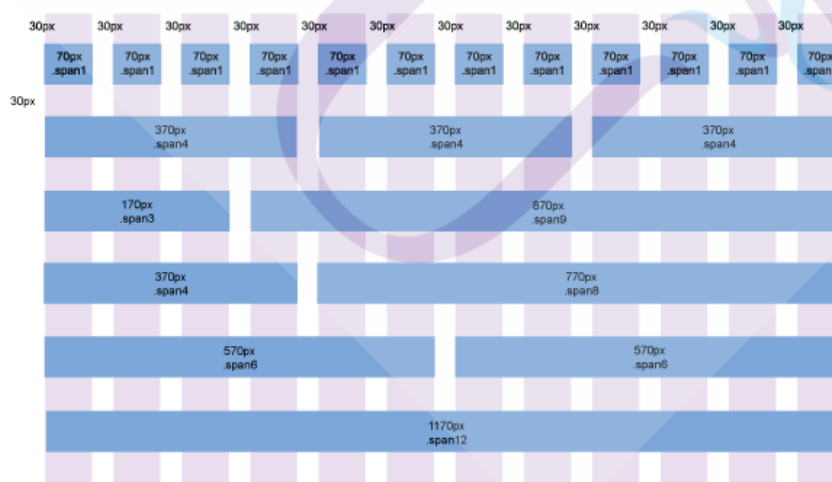 30px 30px 30px 30px 30px 30px 30px 30px 30px 30px 30px 30px
70px 70px 70px 70px 70px 70px 70px 70px 70px 70px 70px 70px
.span1 .span1 .span1 .span1 .span1 .span1 .span1 .span1 .span1 .span1 .span1 .span
30px
370px 370px 370px
.span4 .span4 .span4
170px 870px
.span3 .span9
370px 770px
.span4 .span8
570px 570px
.span6 .span6
1170px
.span12